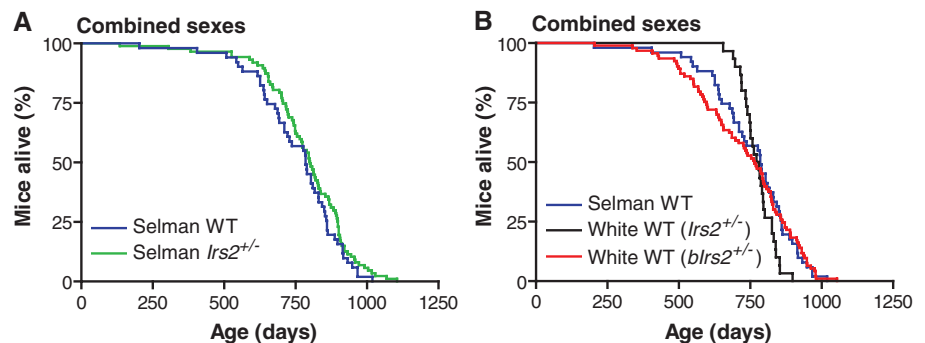 A
Combined sexes
Mice alive (%)
100
75
50
25
0
Selman WT
Selman Irs2+/-
0 250 500 750 1000 1250
Age (days)
B
Combined sexes
Mice alive (%)
100
75
50
25
0
Selman WT
White WT (Irs2+/-)
White WT (bIrs2+/-)
0 250 500 750 1000 1250
Age (days)